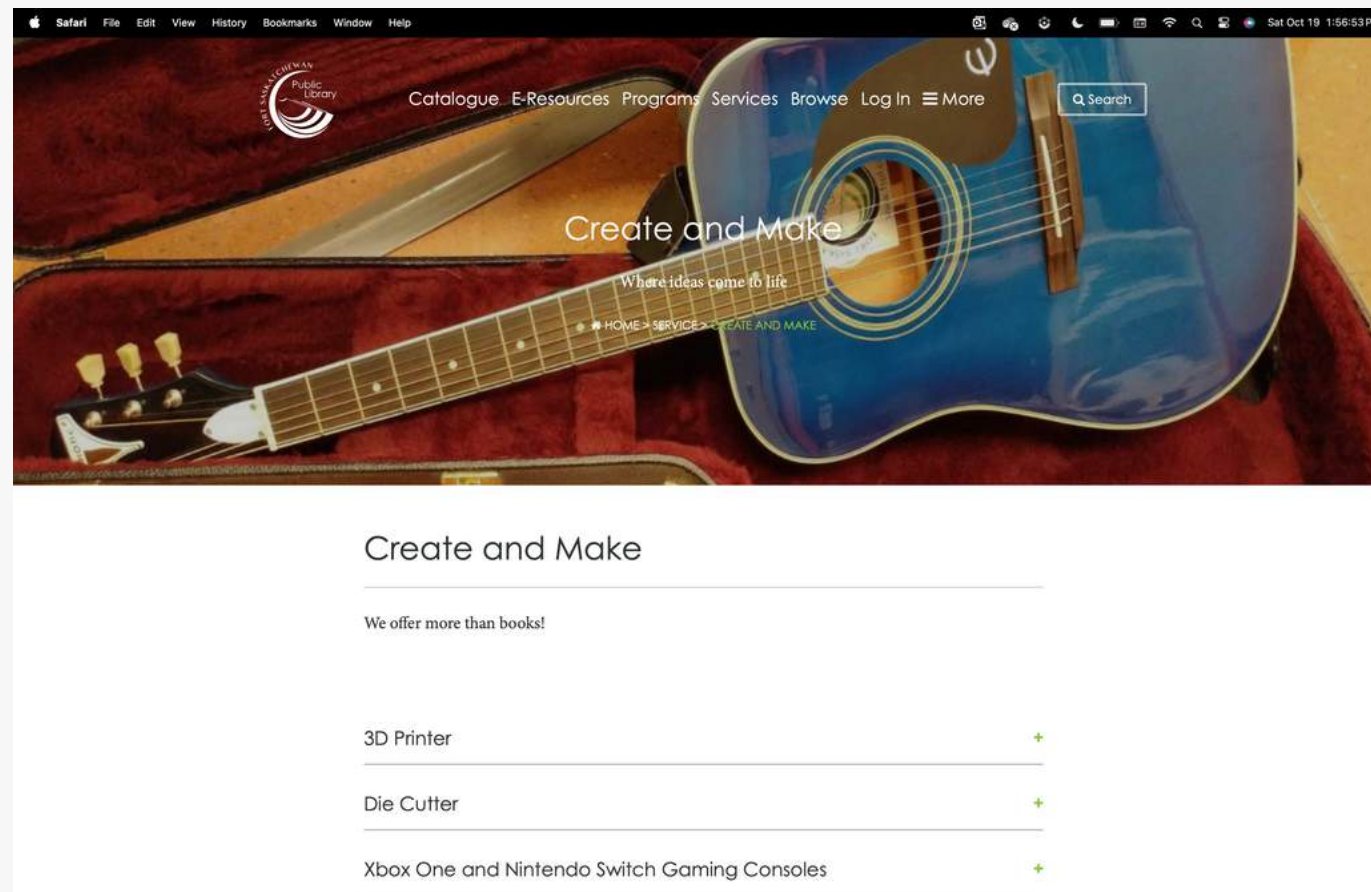 Safari File Edit View History Bookmarks Window Help Sat Oct 19 1:56:53 P
FORT SASKATCHEWAN
Public
Library
Catalogue E-Resources Programs Services Browse Log In More Search
Create and Make
Where ideas come to life
HOME > SERVICE > CREATE AND MAKE
Create and Make
We offer more than books!
3D Printer +
Die Cutter +
Xbox One and Nintendo Switch Gaming Consoles +